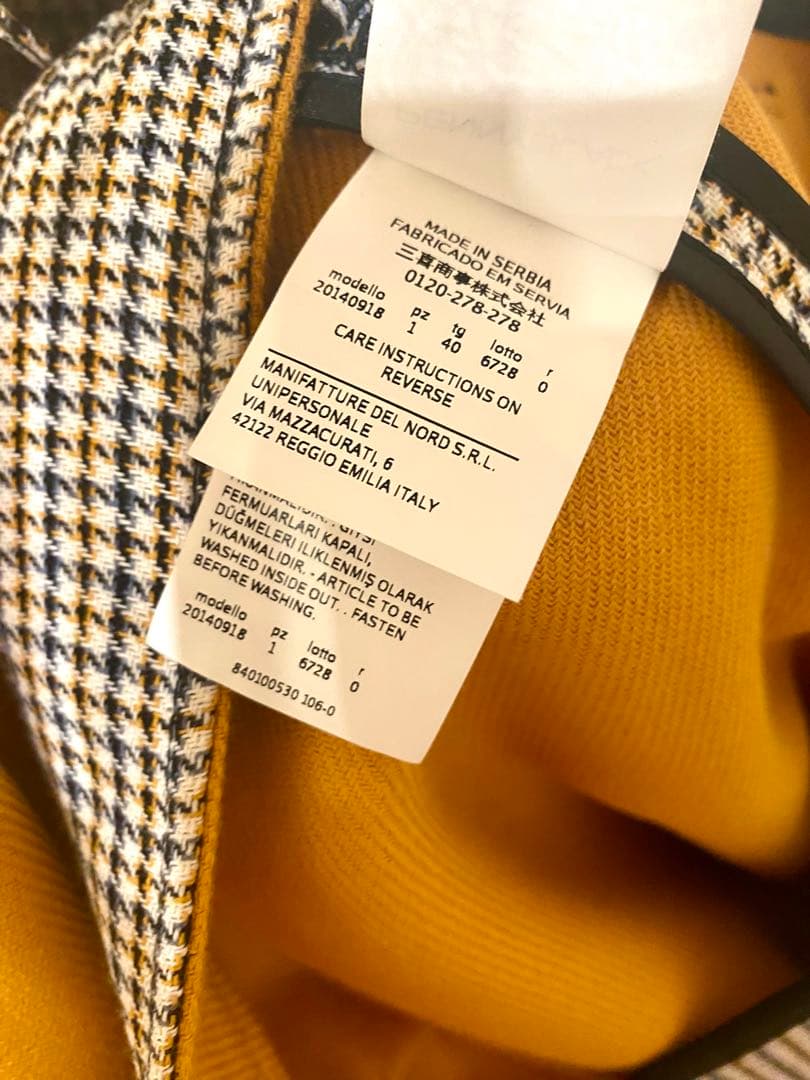 MADE IN SERBIA
FABRICADO EM SERVIA
三喜商事株式会社
0120-278-278
modello pz tg lotto r
20140918 1 40 6728 0
CARE INSTRUCTIONS ON
REVERSE
MANIFATTURE DEL NORD S.R.L.
UNIPERSONALE
VIA MAZZACURATI, 6
42122 REGGIO EMILIA ITALY
FERMUARLARI KAPALI,
DÜĞMELERI ILIKLENMIŞ OLARAK
YIKANMALIDIR. - ARTICLE TO BE
WASHED INSIDE OUT. . FASTEN
BEFORE WASHING.
modello pz lotto r
20140918 1 6728 0
840100530 106-0